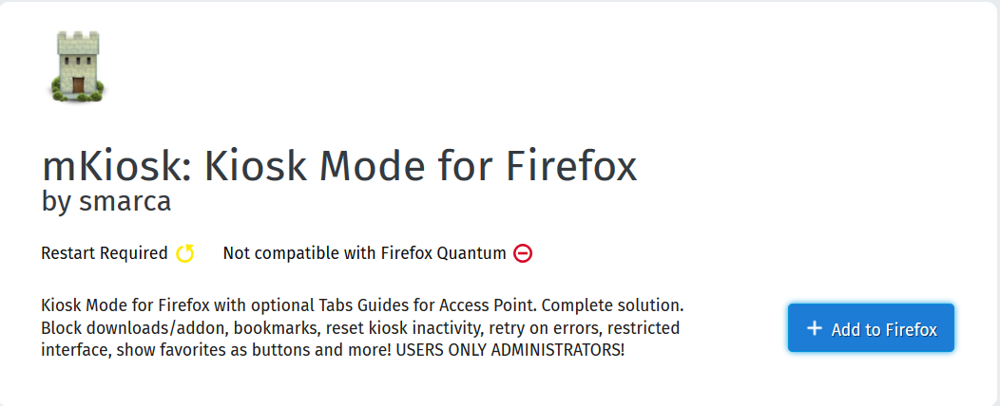 mKiosk: Kiosk Mode for Firefox
by smarca
Restart Required Not compatible with Firefox Quantum
Kiosk Mode for Firefox with optional Tabs Guides for Access Point. Complete solution.
Block downloads/addon, bookmarks, reset kiosk inactivity, retry on errors, restricted
interface, show favorites as buttons and more! USERS ONLY ADMINISTRATORS!
+ Add to Firefox